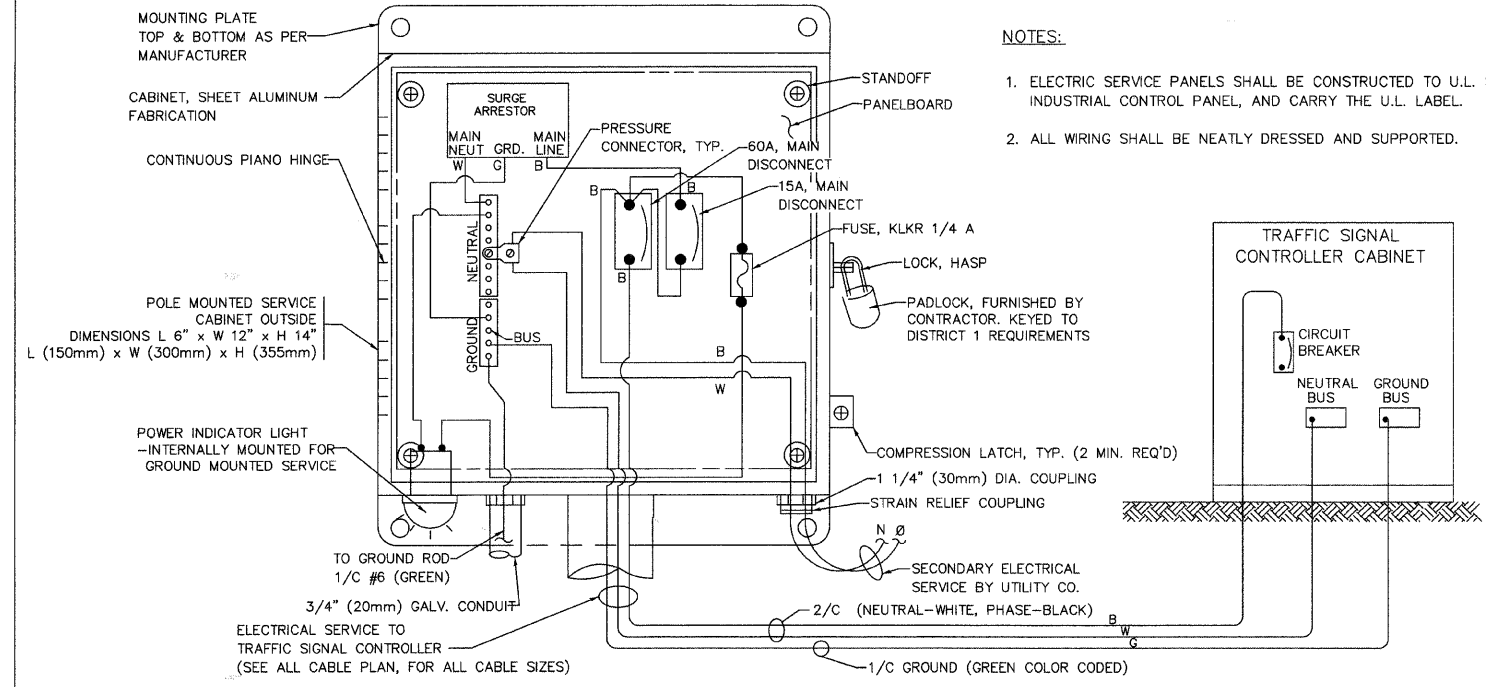 MOUNTING PLATE
TOP & BOTTOM AS PER
MANUFACTURER
CABINET, SHEET ALUMINUM
FABRICATION
CONTINUOUS PIANO HINGE
POLE MOUNTED SERVICE
CABINET OUTSIDE
DIMENSIONS L 6" x W 12" x H 14"
L (150mm) x W (300mm) x H (355mm)
POWER INDICATOR LIGHT
-INTERNALLY MOUNTED FOR
GROUND MOUNTED SERVICE
SURGE
ARRESTOR
MAIN
NEUT
GRD.
MAIN
LINE
W
G
B
PRESSURE
CONNECTOR, TYP.
STANDOFF
PANELBOARD
60A, MAIN
DISCONNECT
15A, MAIN
DISCONNECT
B
B
B
NEUTRAL
GROUND
BUS
B
W
FUSE, KLKR 1/4 A
LOCK, HASP
PADLOCK, FURNISHED BY
CONTRACTOR. KEYED TO
DISTRICT 1 REQUIREMENTS
COMPRESSION LATCH, TYP. (2 MIN. REQ'D)
1 1/4" (30mm) DIA. COUPLING
STRAIN RELIEF COUPLING
N Ø
SECONDARY ELECTRICAL
SERVICE BY UTILITY CO.
TO GROUND ROD
1/C #6 (GREEN)
3/4" (20mm) GALV. CONDUIT
ELECTRICAL SERVICE TO
TRAFFIC SIGNAL CONTROLLER
(SEE ALL CABLE PLAN, FOR ALL CABLE SIZES)
2/C (NEUTRAL-WHITE, PHASE-BLACK)
B
W
G
1/C GROUND (GREEN COLOR CODED)
NOTES:
1. ELECTRIC SERVICE PANELS SHALL BE CONSTRUCTED TO U.L.
INDUSTRIAL CONTROL PANEL, AND CARRY THE U.L. LABEL.
2. ALL WIRING SHALL BE NEATLY DRESSED AND SUPPORTED.
TRAFFIC SIGNAL
CONTROLLER CABINET
CIRCUIT
BREAKER
NEUTRAL
BUS
GROUND
BUS